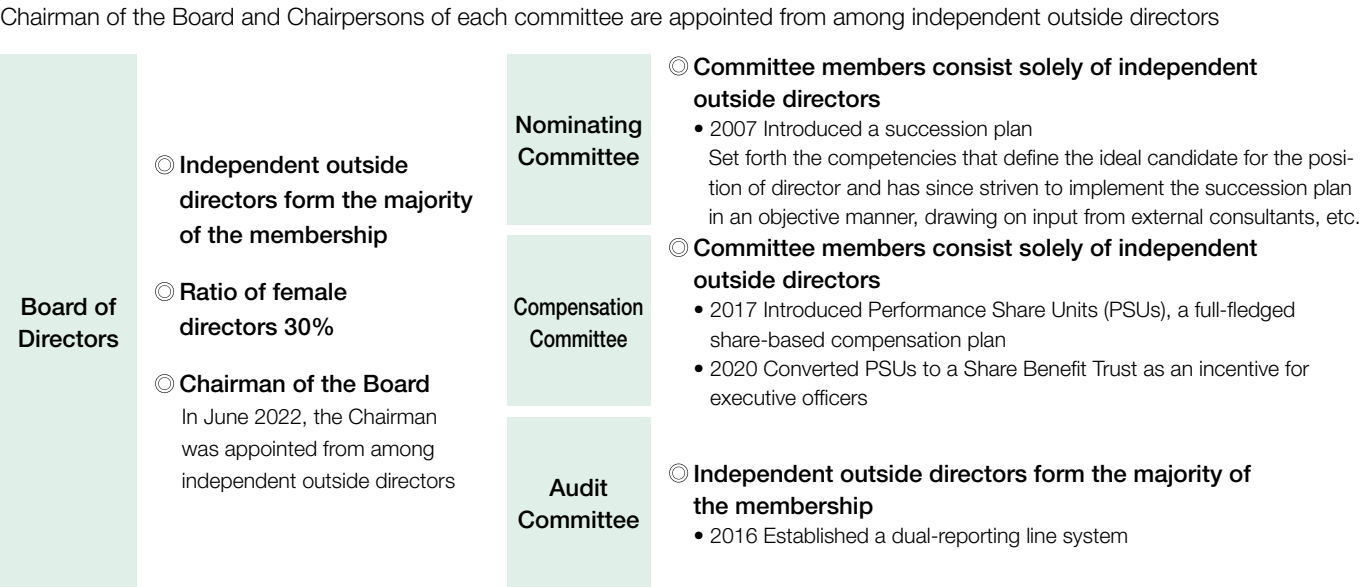 Chairman of the Board and Chairpersons of each committee are appointed from among independent outside directors
Board of
Directors
◎ Independent outside
directors form the majority
of the membership
◎ Ratio of female
directors 30%
◎ Chairman of the Board
In June 2022, the Chairman
was appointed from among
independent outside directors
Nominating
Committee
◎ Committee members consist solely of independent
outside directors
• 2007 Introduced a succession plan
Set forth the competencies that define the ideal candidate for the posi-
tion of director and has since striven to implement the succession plan
in an objective manner, drawing on input from external consultants, etc.
Compensation
Committee
◎ Committee members consist solely of independent
outside directors
• 2017 Introduced Performance Share Units (PSUs), a full-fledged
share-based compensation plan
• 2020 Converted PSUs to a Share Benefit Trust as an incentive for
executive officers
Audit
Committee
◎ Independent outside directors form the majority of
the membership
• 2016 Established a dual-reporting line system